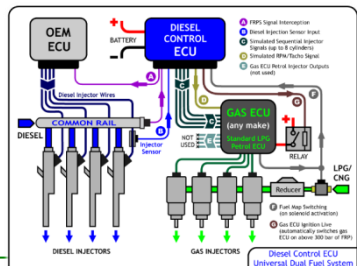 OEM
ECU
BATTERY
DIESEL
CONTROL
ECU
A FRPS Signal Interception
B Diesel Injection Sensor Input
C Simulated Sequential Injector
Signals (up to 8 cylinders)
D Simulated RPM/Tacho Signal
E Gas ECU Petrol Injector Outputs
(not used)
A
Diesel Injector Wires
COMMON RAIL
DIESEL
B
Injector
Sensor
C
D
C
E
NOT
USED
GAS ECU
(any make)
Standard LPG
Petrol ECU
F
G
RELAY
LPG/
CNG
Reducer
F Fuel Map Switching
(on solenoid activation)
G Gas ECU Ignition Live
(automatically switches gas
ECU on above 300 bar of FRP)
DIESEL INJECTORS
GAS INJECTORS
Diesel Control ECU
Universal Dual Fuel System